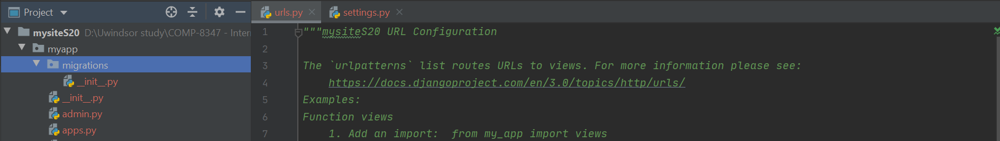 Project
mysiteS20 D:\Uwindsor study\COMP-8347 - Inter
myapp
migrations
__init__.py
__init__.py
admin.py
apps.py
urls.py
settings.py
1 """mysiteS20 URL Configuration
2
3 The `urlpatterns` list routes URLs to views. For more information please see:
4 https://docs.djangoproject.com/en/3.0/topics/http/urls/
5 Examples:
6 Function views
7 1. Add an import:  from my_app import views